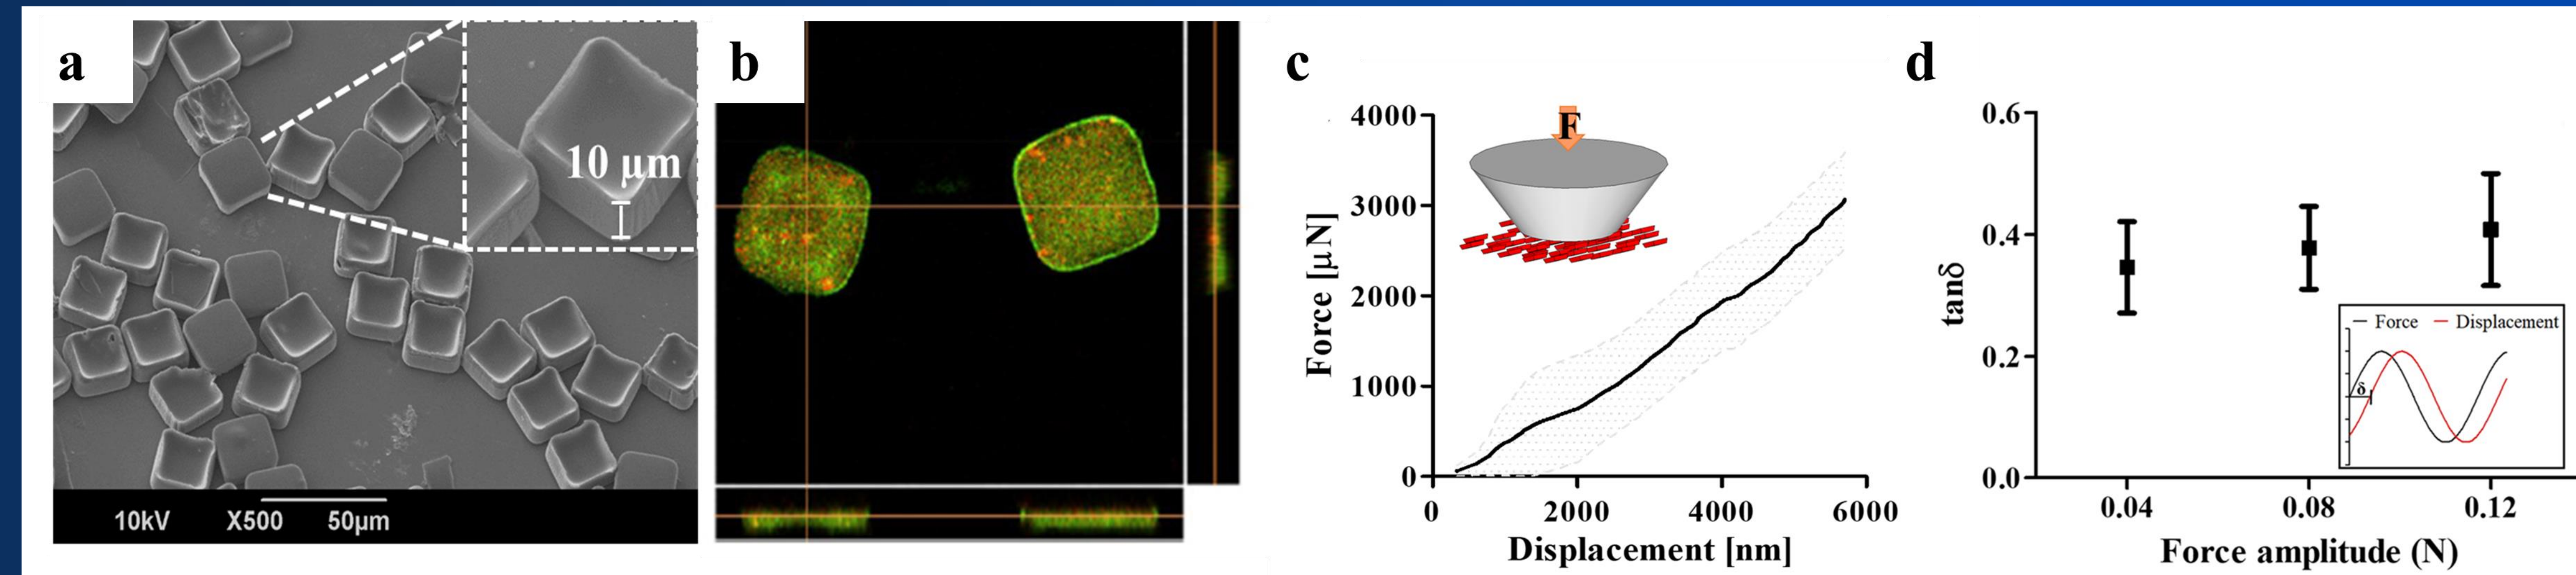 a
10 μm
10kV X500 50μm
b
c
4000
3000
2000
1000
0
Force [μN]
F
0 2000 4000 6000
Displacement [nm]
d
0.6
0.4
0.2
0.0
tanδ
Force Displacement
δ
0.04 0.08 0.12
Force amplitude (N)